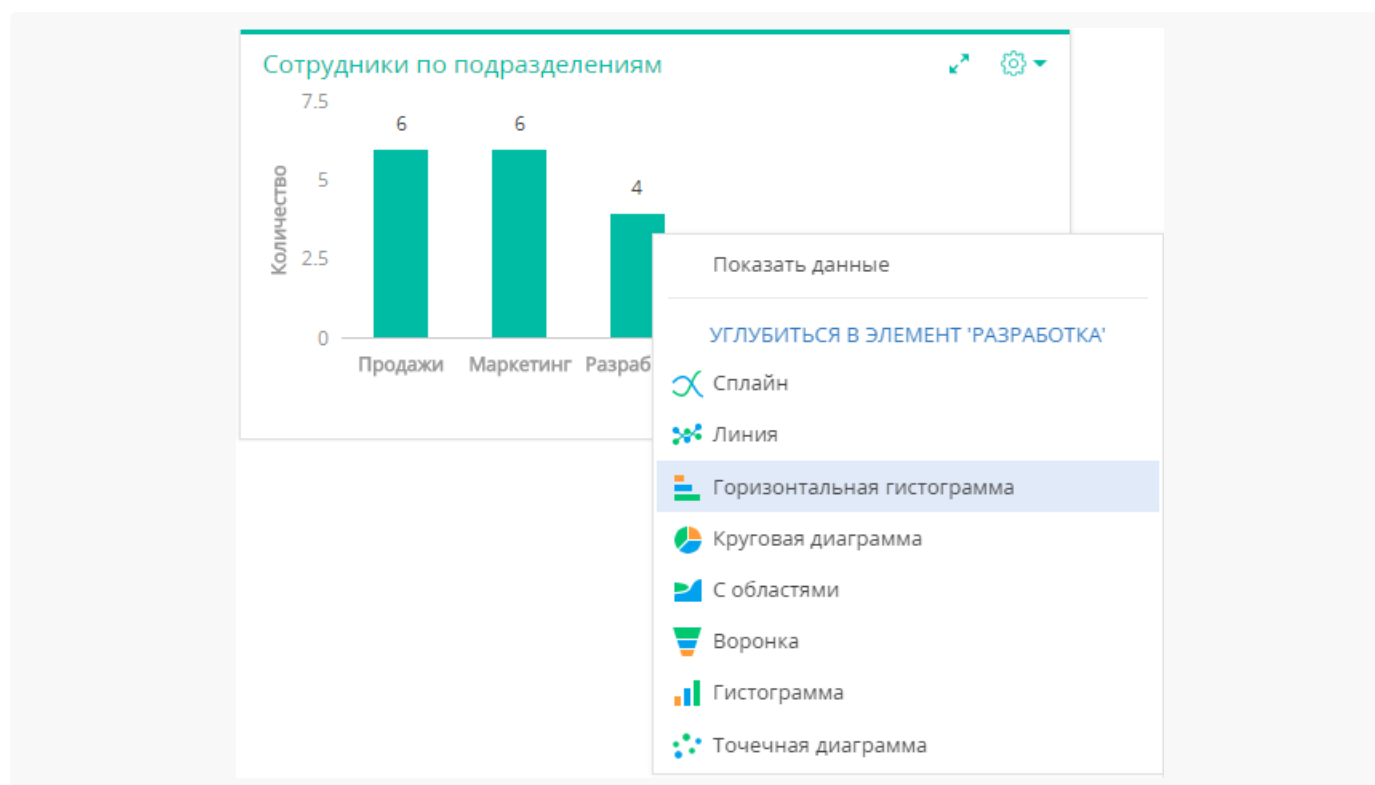 Сотрудники по подразделениям
7.5
6
6
5
4
2.5
0
Количество
Продажи
Маркетинг
Разраб
Показать данные
УГЛУБИТЬСЯ В ЭЛЕМЕНТ 'РАЗРАБОТКА'
Сплайн
Линия
Горизонтальная гистограмма
Круговая диаграмма
С областями
Воронка
Гистограмма
Точечная диаграмма